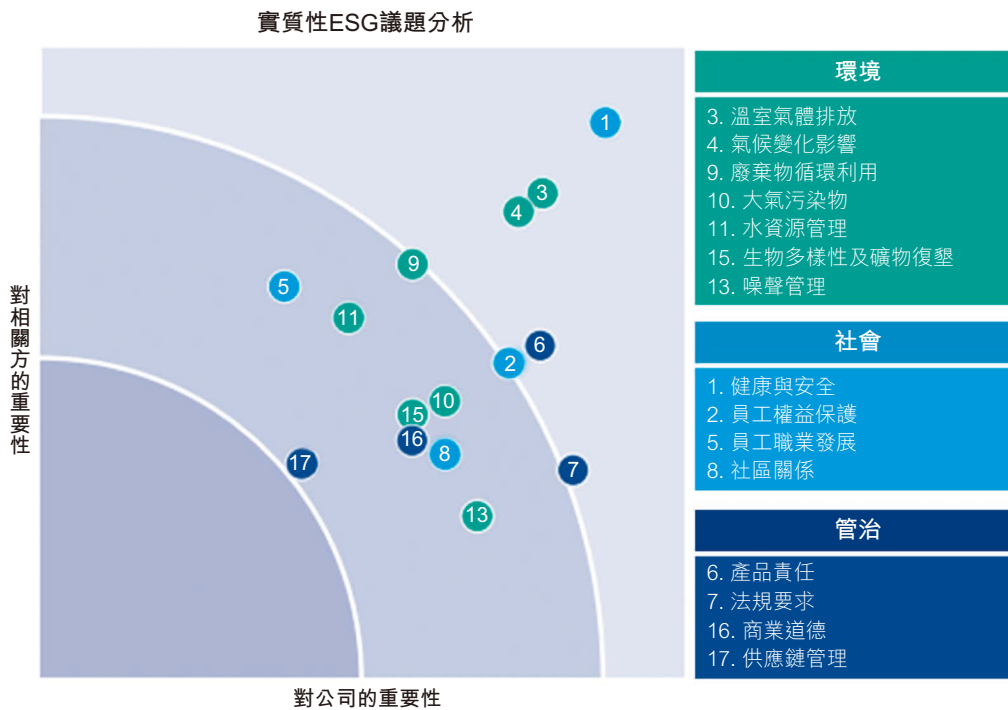 實質性ESG議題分析
對相關方的重要性
1
3
4
9
5
11
6
2
10
15
16
8
17
7
13
對公司的重要性
環境
3. 溫室氣體排放
4. 氣候變化影響
9. 廢棄物循環利用
10. 大氣污染物
11. 水資源管理
15. 生物多樣性及礦物復墾
13. 噪聲管理
社會
1. 健康與安全
2. 員工權益保護
5. 員工職業發展
8. 社區關係
管治
6. 產品責任
7. 法規要求
16. 商業道德
17. 供應鏈管理